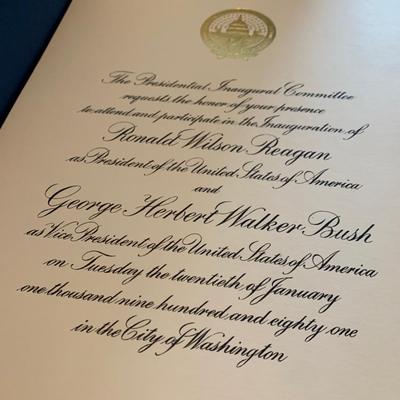 The Presidential Inaugural Committee
requests the honor of your presence
to attend and participate in the Inauguration of
Ronald Wilson Reagan
as President of the United States of America
and
George Herbert Walker Bush
as Vice President of the United States of America
on Tuesday the twentieth of January
one thousand nine hundred and eighty one
in the City of Washington